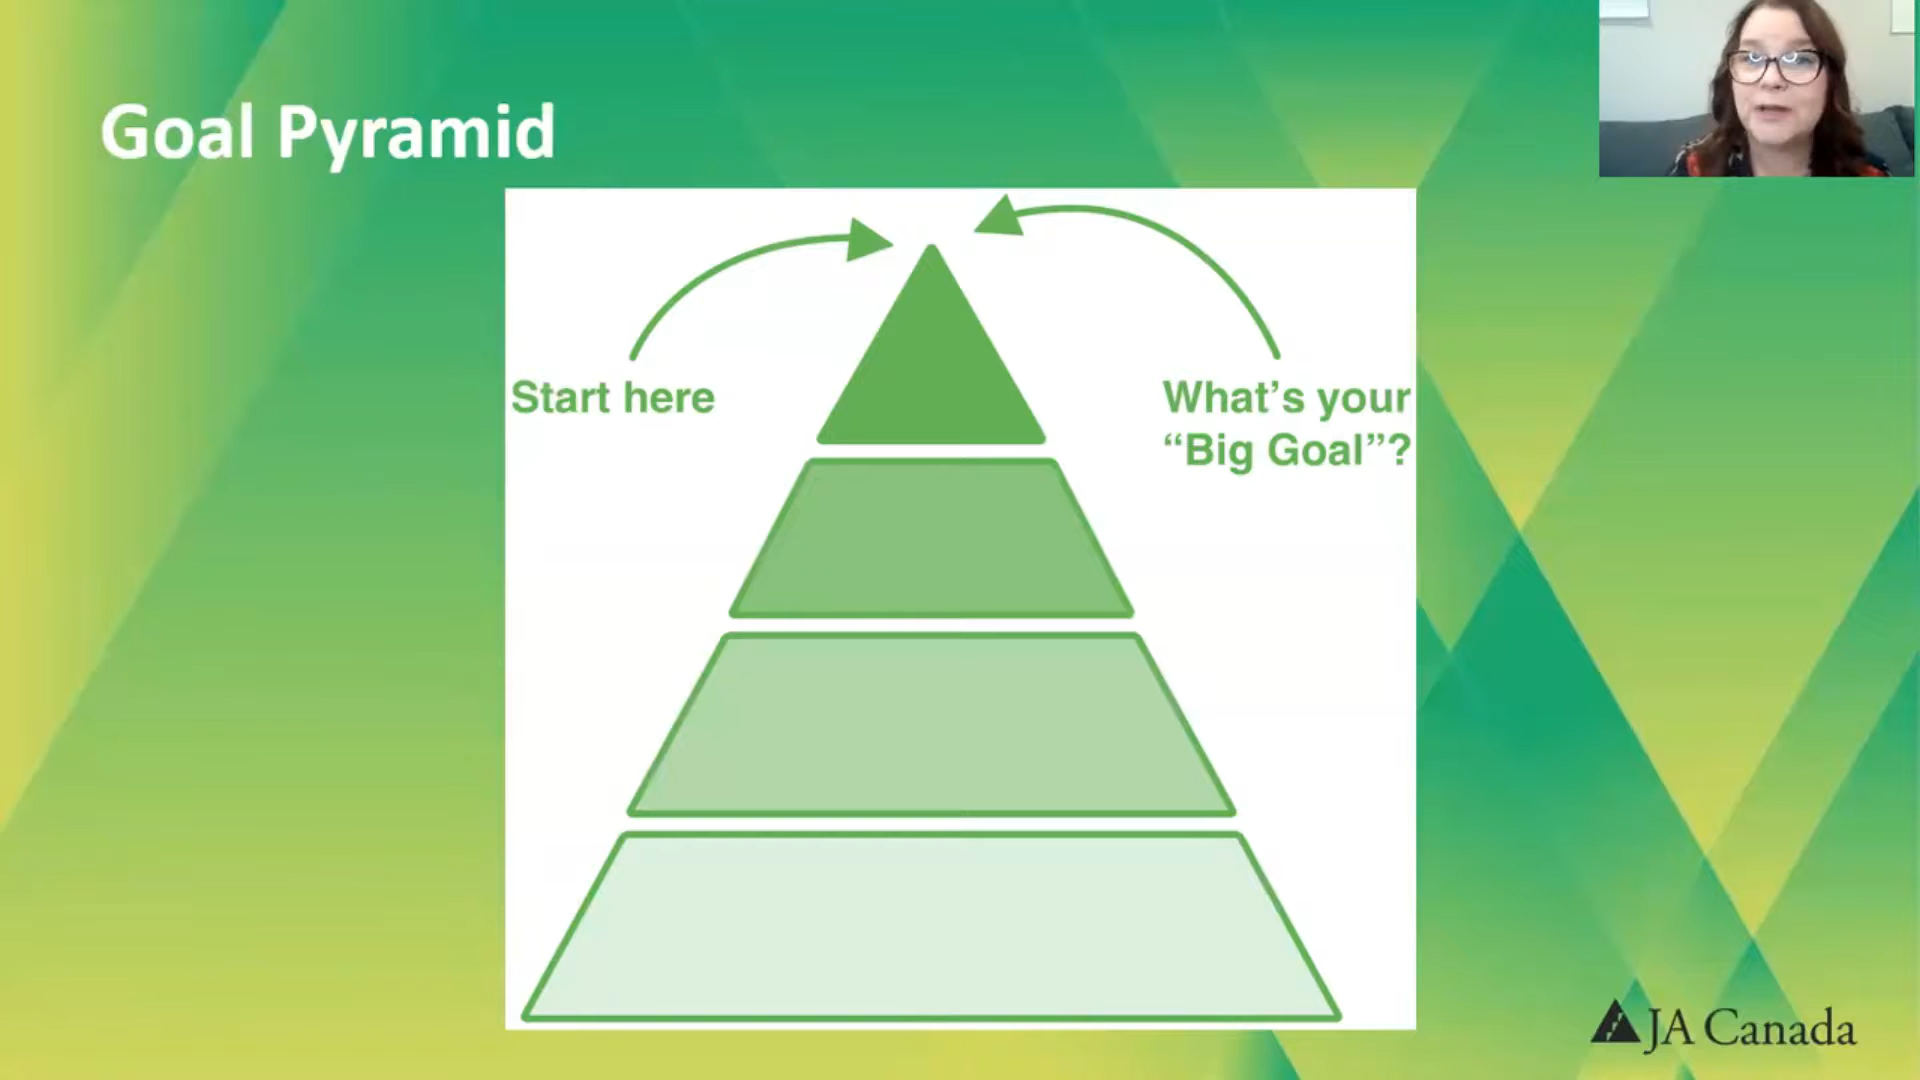 Goal Pyramid
Start here
What's your
“Big Goal”?
JA Canada